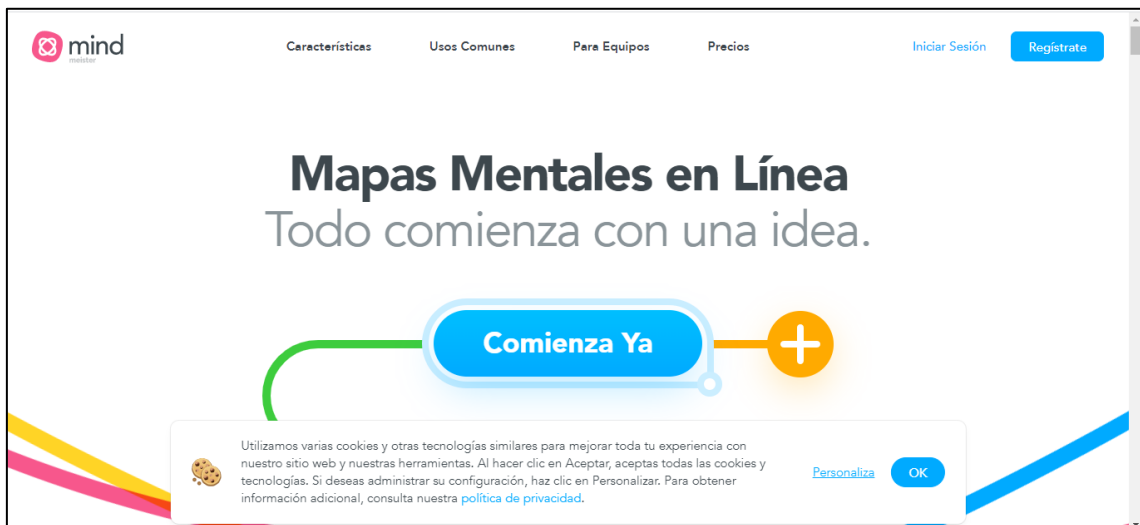 mind
meister
Características
Usos Comunes
Para Equipos
Precios
Iniciar Sesión
Regístrate
Mapas Mentales en Línea
Todo comienza con una idea.
Comienza Ya
Utilizamos varias cookies y otras tecnologías similares para mejorar toda tu experiencia con
nuestro sitio web y nuestras herramientas. Al hacer clic en Aceptar, aceptas todas las cookies y
tecnologías. Si deseas administrar su configuración, haz clic en Personalizar. Para obtener
información adicional, consulta nuestra política de privacidad.
Personaliza
OK